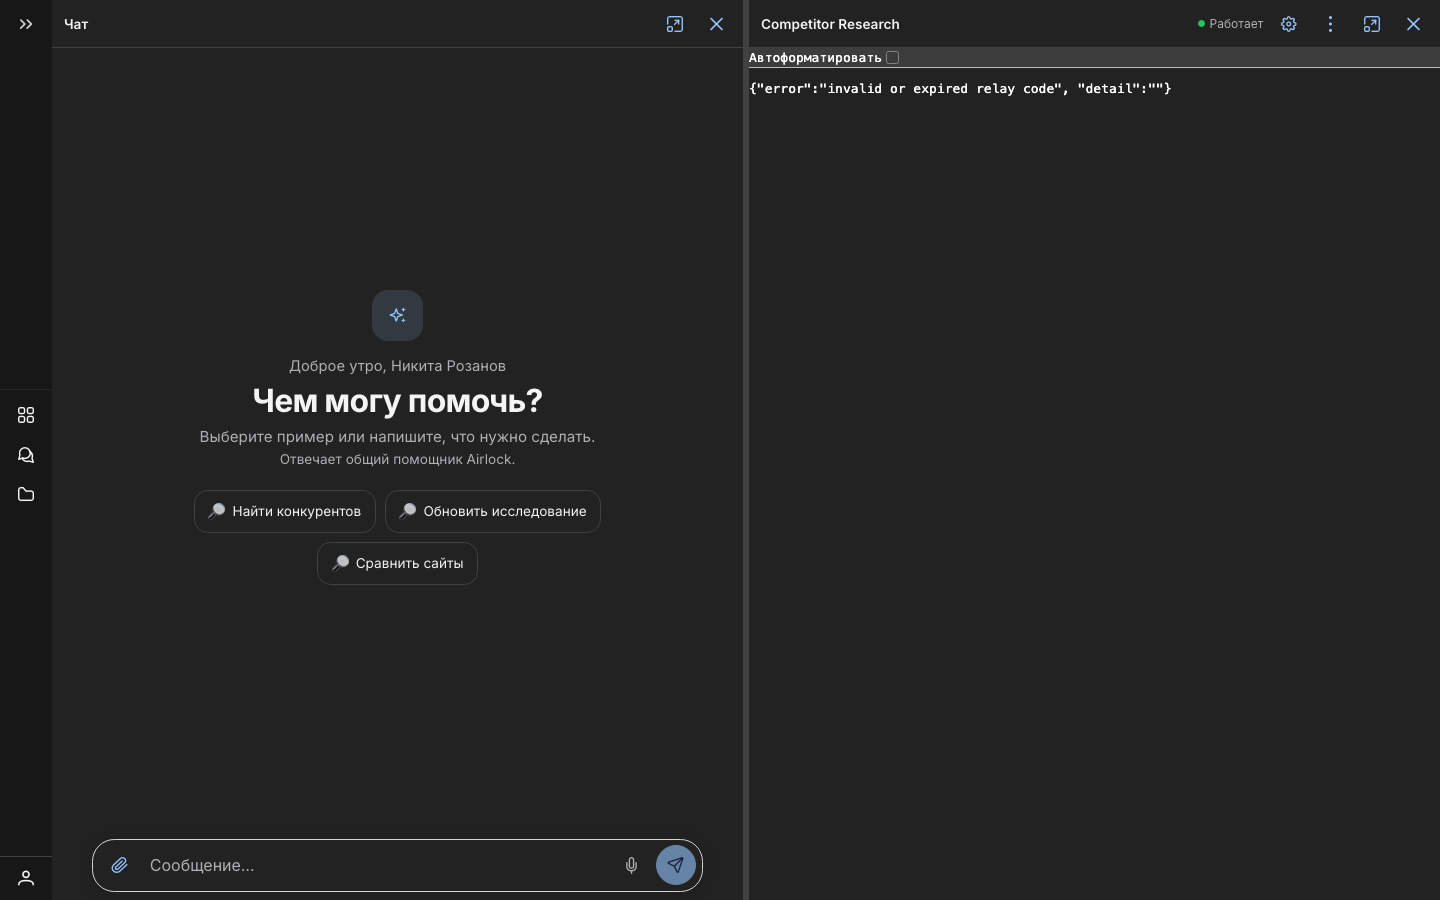 Чат
Доброе утро, Никита Розанов
Чем могу помочь?
Выберите пример или напишите, что нужно сделать.
Отвечает общий помощник Airlock.
Найти конкурентов
Обновить исследование
Сравнить сайты
Сообщение...
Competitor Research
Работает
Автоформатировать
{"error":"invalid or expired relay code", "detail":""}